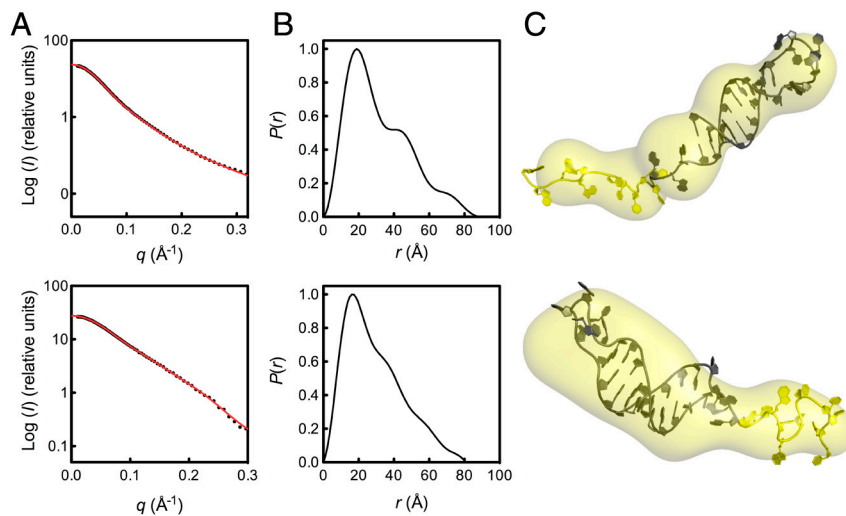 A
B
C
100
1
0
Log (I) (relative units)
0.0 0.1 0.2 0.3
q (Å-1)
1.0
0.8
0.6
0.4
0.2
0.0
P(r)
0 20 40 60 80 100
r (Å)
100
10
1
0.1
Log (I) (relative units)
0.0 0.1 0.2 0.3
q (Å-1)
1.0
0.8
0.6
0.4
0.2
0.0
P(r)
0 20 40 60 80 100
r (Å)